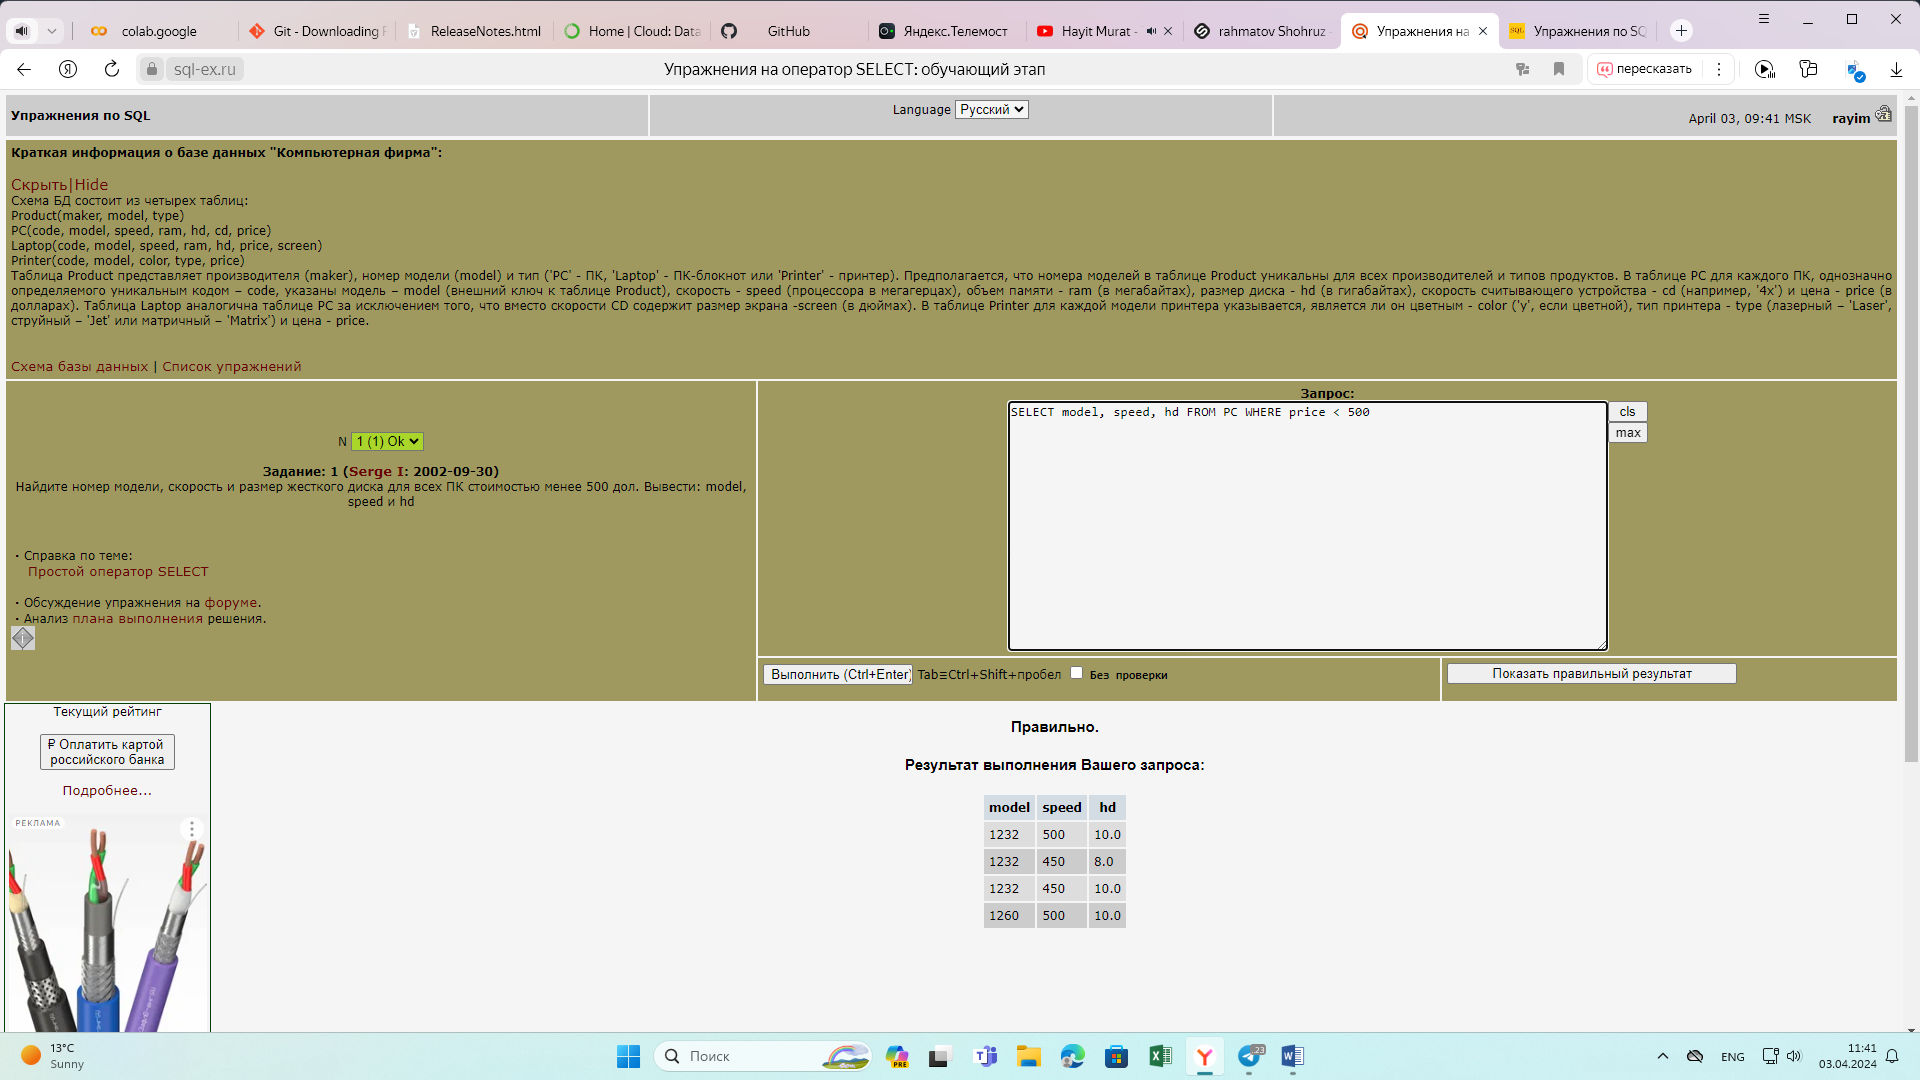 colab.google
Git - Downloading
ReleaseNotes.html
Home | Cloud: Data
GitHub
Яндекс.Телемост
Hayit Murat -
rahmatov Shohruz
Упражнения на
Упражнения по SQ
sql-ex.ru
Упражнения на оператор SELECT: обучающий этап
пересказать
Упражнения по SQL
Language Русский
April 03, 09:41 MSK rayim
Краткая информация о базе данных "Компьютерная фирма":
Скрыть|Hide
Схема БД состоит из четырех таблиц:
Product(maker, model, type)
PC(code, model, speed, ram, hd, cd, price)
Laptop(code, model, speed, ram, hd, price, screen)
Printer(code, model, color, type, price)
Таблица Product представляет производителя (maker), номер модели (model) и тип ('PC' - ПК, 'Laptop' - ПК-блокнот или 'Printer' - принтер). Предполагается, что номера моделей в таблице Product уникальны для всех производителей и типов продуктов. В таблице PC для каждого ПК, однозначно
определяемого уникальным кодом – code, указаны модель – model (внешний ключ к таблице Product), скорость - speed (процессора в мегагерцах), объем памяти - ram (в мегабайтах), размер диска - hd (в гигабайтах), скорость считывающего устройства - cd (например, '4x') и цена - price (в
долларах). Таблица Laptop аналогична таблице РС за исключением того, что вместо скорости CD содержит размер экрана -screen (в дюймах). В таблице Printer для каждой модели принтера указывается, является ли он цветным - color ('y', если цветной), тип принтера - type (лазерный – 'Laser',
струйный – 'Jet' или матричный – 'Matrix') и цена - price.
Схема базы данных | Список упражнений
N 1 (1) Ok
Задание: 1 (Serge I: 2002-09-30)
Найдите номер модели, скорость и размер жесткого диска для всех ПК стоимостью менее 500 дол. Вывести: model,
speed и hd
• Справка по теме:
Простой оператор SELECT
• Обсуждение упражнения на форуме.
• Анализ плана выполнения решения.
Запрос:
SELECT model, speed, hd FROM PC WHERE price < 500
cls
max
Выполнить (Ctrl+Enter) Tab≡Ctrl+Shift+пробел Без проверки
Показать правильный результат
Текущий рейтинг
₽ Оплатить картой
российского банка
Подробнее...
РЕКЛАМА
Правильно.
Результат выполнения Вашего запроса:
model speed hd
1232 500 10.0
1232 450 8.0
1232 450 10.0
1260 500 10.0
13°C
Sunny
Поиск
PRE
23
ENG
11:41
03.04.2024